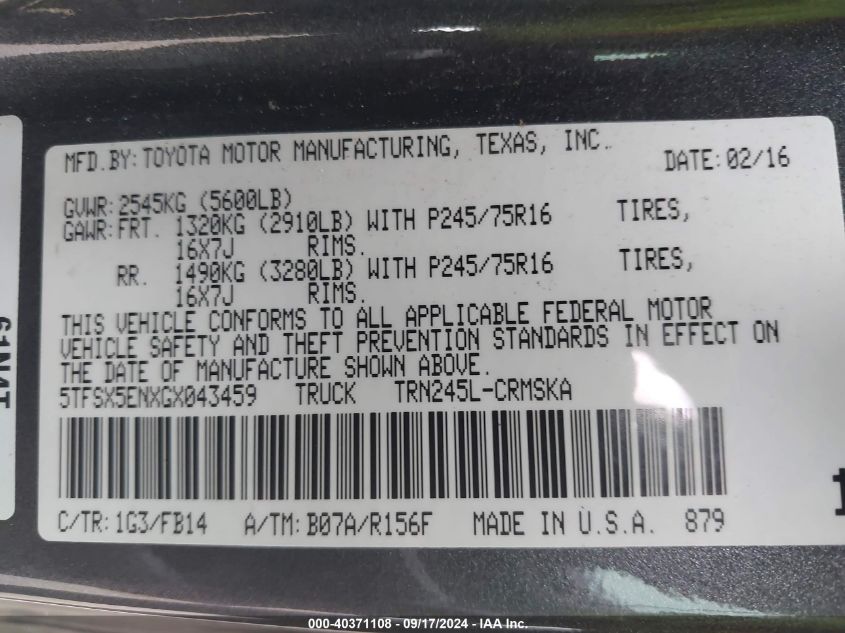 MFD.BY: TOYOTA MOTOR MANUFACTURING, TEXAS, INC. DATE: 02/16
GVWR: 2545KG (5600LB)
GAWR: FRT. 1320KG (2910LB) WITH P245/75R16 TIRES,
16X7J RIMS.
RR. 1490KG (3280LB) WITH P245/75R16 TIRES,
16X7J RIMS.
THIS VEHICLE CONFORMS TO ALL APPLICABLE FEDERAL MOTOR
VEHICLE SAFETY AND THEFT PREVENTION STANDARDS IN EFFECT ON
THE DATE OF MANUFACTURE SHOWN ABOVE.
5TFSX5ENXGX043459 TRUCK TRN245L-CRMSKA
C/TR: 1G3/FB14 A/TM: B07A/R156F MADE IN U.S.A. 879
000-40371108 - 09/17/2024 - IAA Inc.